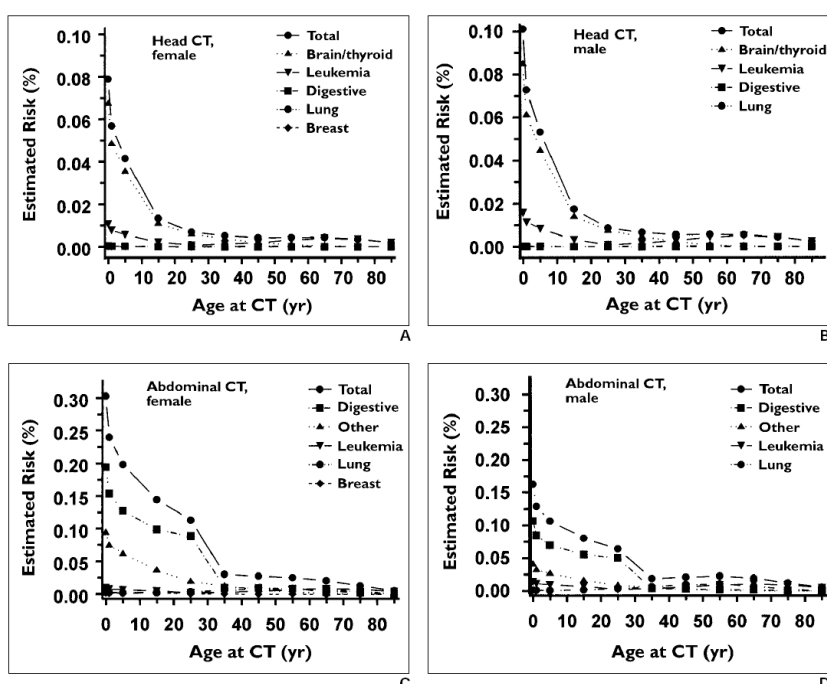 Head CT,
female
Total
Brain/thyroid
Leukemia
Digestive
Lung
Breast
Estimated Risk (%)
0.10
0.08
0.06
0.04
0.02
0.00
0 10 20 30 40 50 60 70 80
Age at CT (yr)
A
Head CT,
male
Total
Brain/thyroid
Leukemia
Digestive
Lung
Estimated Risk (%)
0.10
0.08
0.06
0.04
0.02
0.00
0 10 20 30 40 50 60 70 80
Age at CT (yr)
B
Abdominal CT,
female
Total
Digestive
Other
Leukemia
Lung
Breast
Estimated Risk (%)
0.30
0.25
0.20
0.15
0.10
0.05
0.00
0 10 20 30 40 50 60 70 80
Age at CT (yr)
C
Abdominal CT,
male
Total
Digestive
Other
Leukemia
Lung
Estimated Risk (%)
0.30
0.25
0.20
0.15
0.10
0.05
0.00
0 10 20 30 40 50 60 70 80
Age at CT (yr)
D